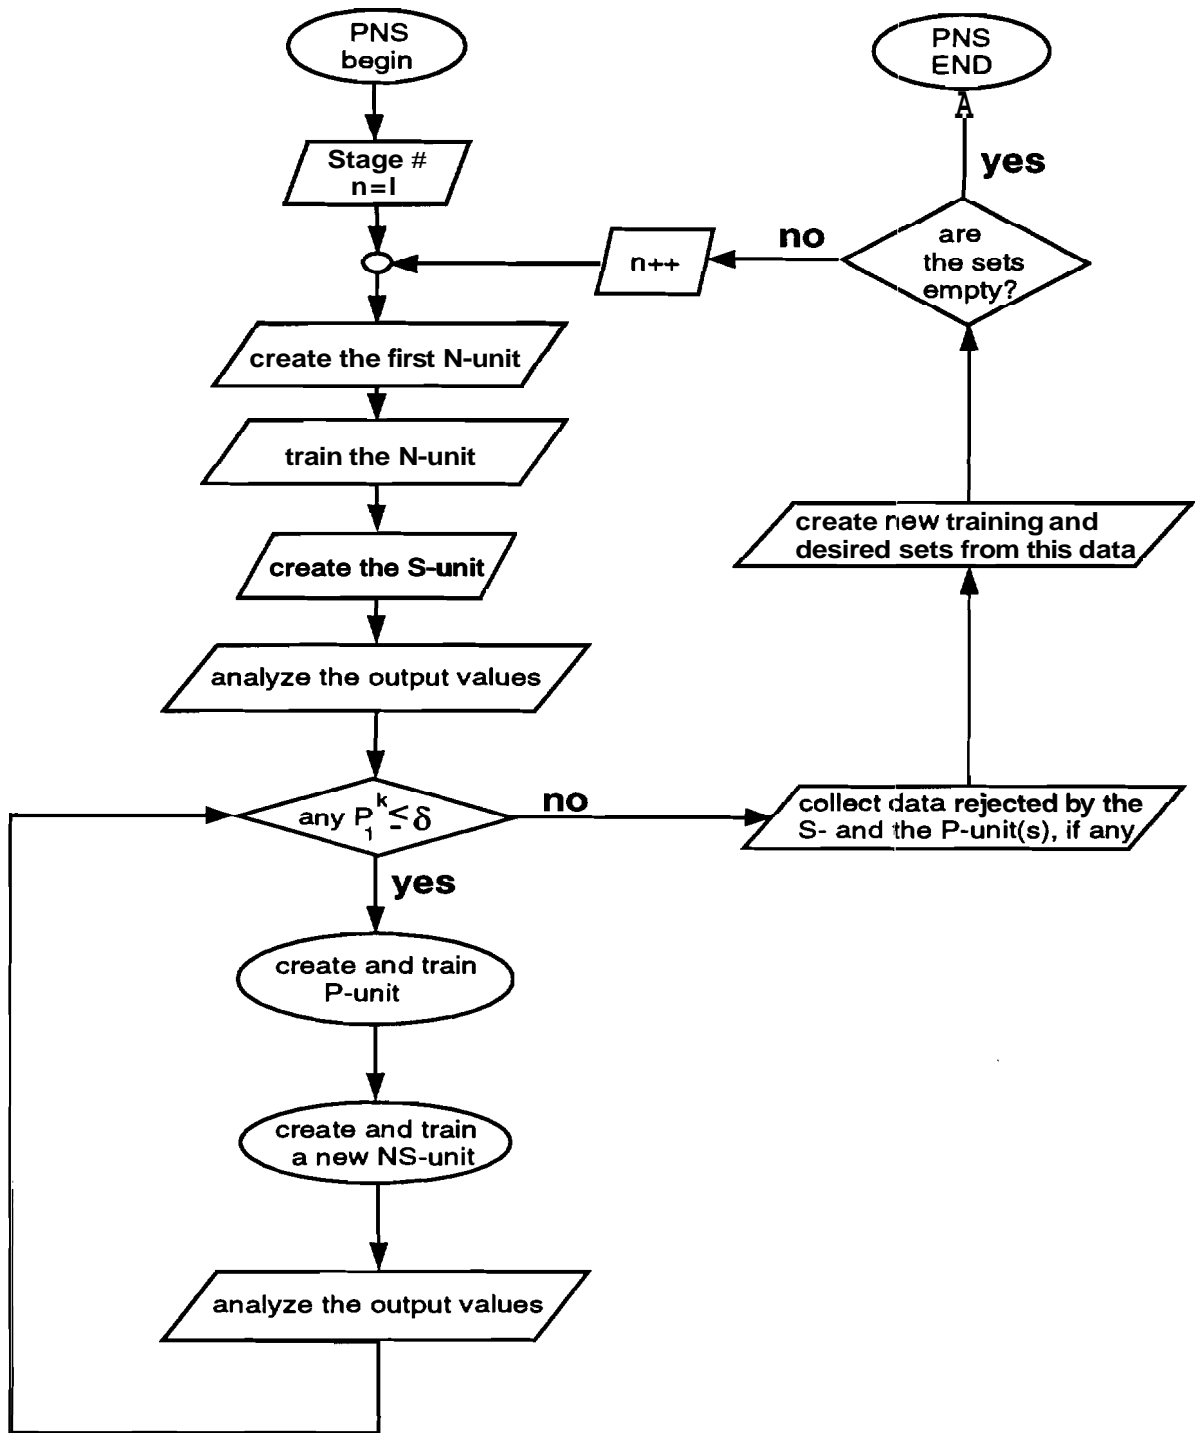 PNS
begin
Stage #
n=I
create the first N-unit
train the N-unit
create the S-unit
analyze the output values
any P₁ᵏ ≤ δ
yes
create and train
P-unit
create and train
a new NS-unit
analyze the output values
no
collect data rejected by the
S- and the P-unit(s), if any
create new training and
desired sets from this data
are
the sets
empty?
no
n++
yes
A
PNS
END